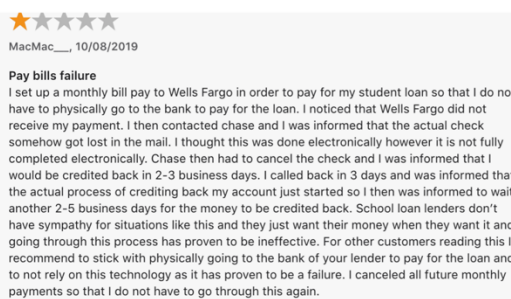 MacMac___, 10/08/2019
Pay bills failure
I set up a monthly bill pay to Wells Fargo in order to pay for my student loan so that I do no
have to physically go to the bank to pay for the loan. I noticed that Wells Fargo did not
receive my payment. I then contacted chase and I was informed that the actual check
somehow got lost in the mail. I thought this was done electronically however it is not fully
completed electronically. Chase then had to cancel the check and I was informed that I
would be credited back in 2-3 business days. I called back in 3 days and was informed that
the actual process of crediting back my account just started so I then was informed to wait
another 2-5 business days for the money to be credited back. School loan lenders don’t
have sympathy for situations like this and they just want their money when they want it and
going through this process has proven to be ineffective. For other customers reading this I
recommend to stick with physically going to the bank of your lender to pay for the loan and
to not rely on this technology as it has proven to be a failure. I canceled all future monthly
payments so that I do not have to go through this again.